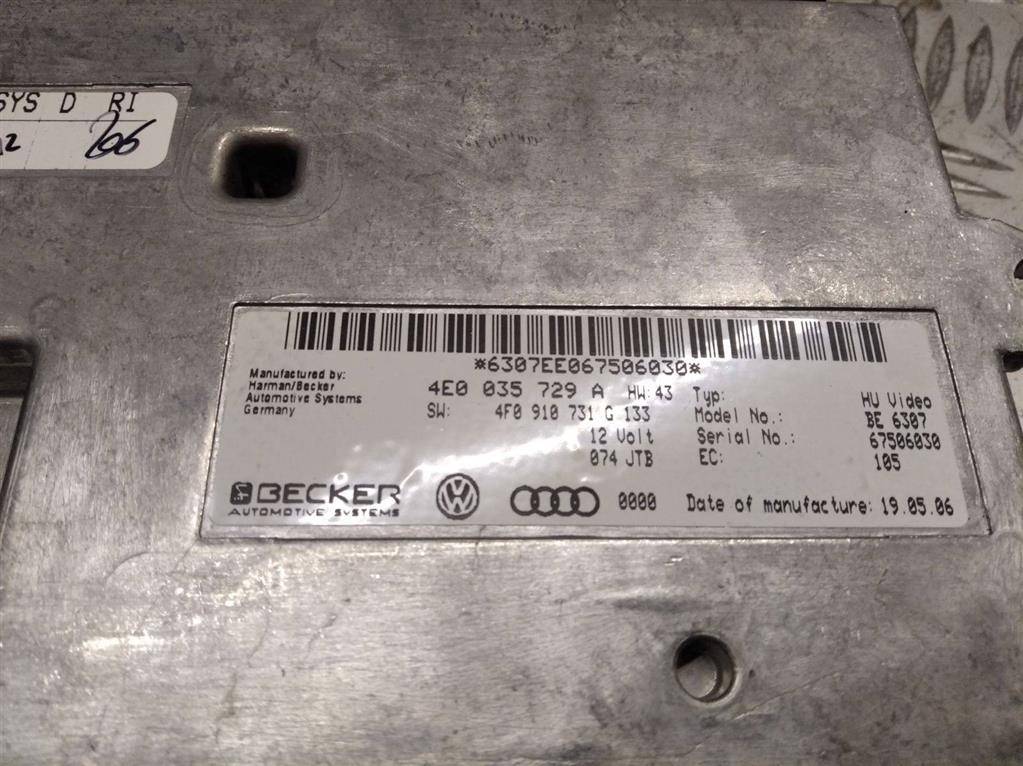 SYS D RI
206
*6307EE067506030*
Manufactured by:
Harman/Becker
Automotive Systems
Germany
4E0 035 729 A HW:43
SW: 4F0 910 731 G 133
12 Volt
074 JTB
Typ: HU Video
Model No.: BE 6307
Serial No.: 67506030
EC: 105
BECKER
AUTOMOTIVE SYSTEMS
VW
0000 Date of manufacture: 19.05.06